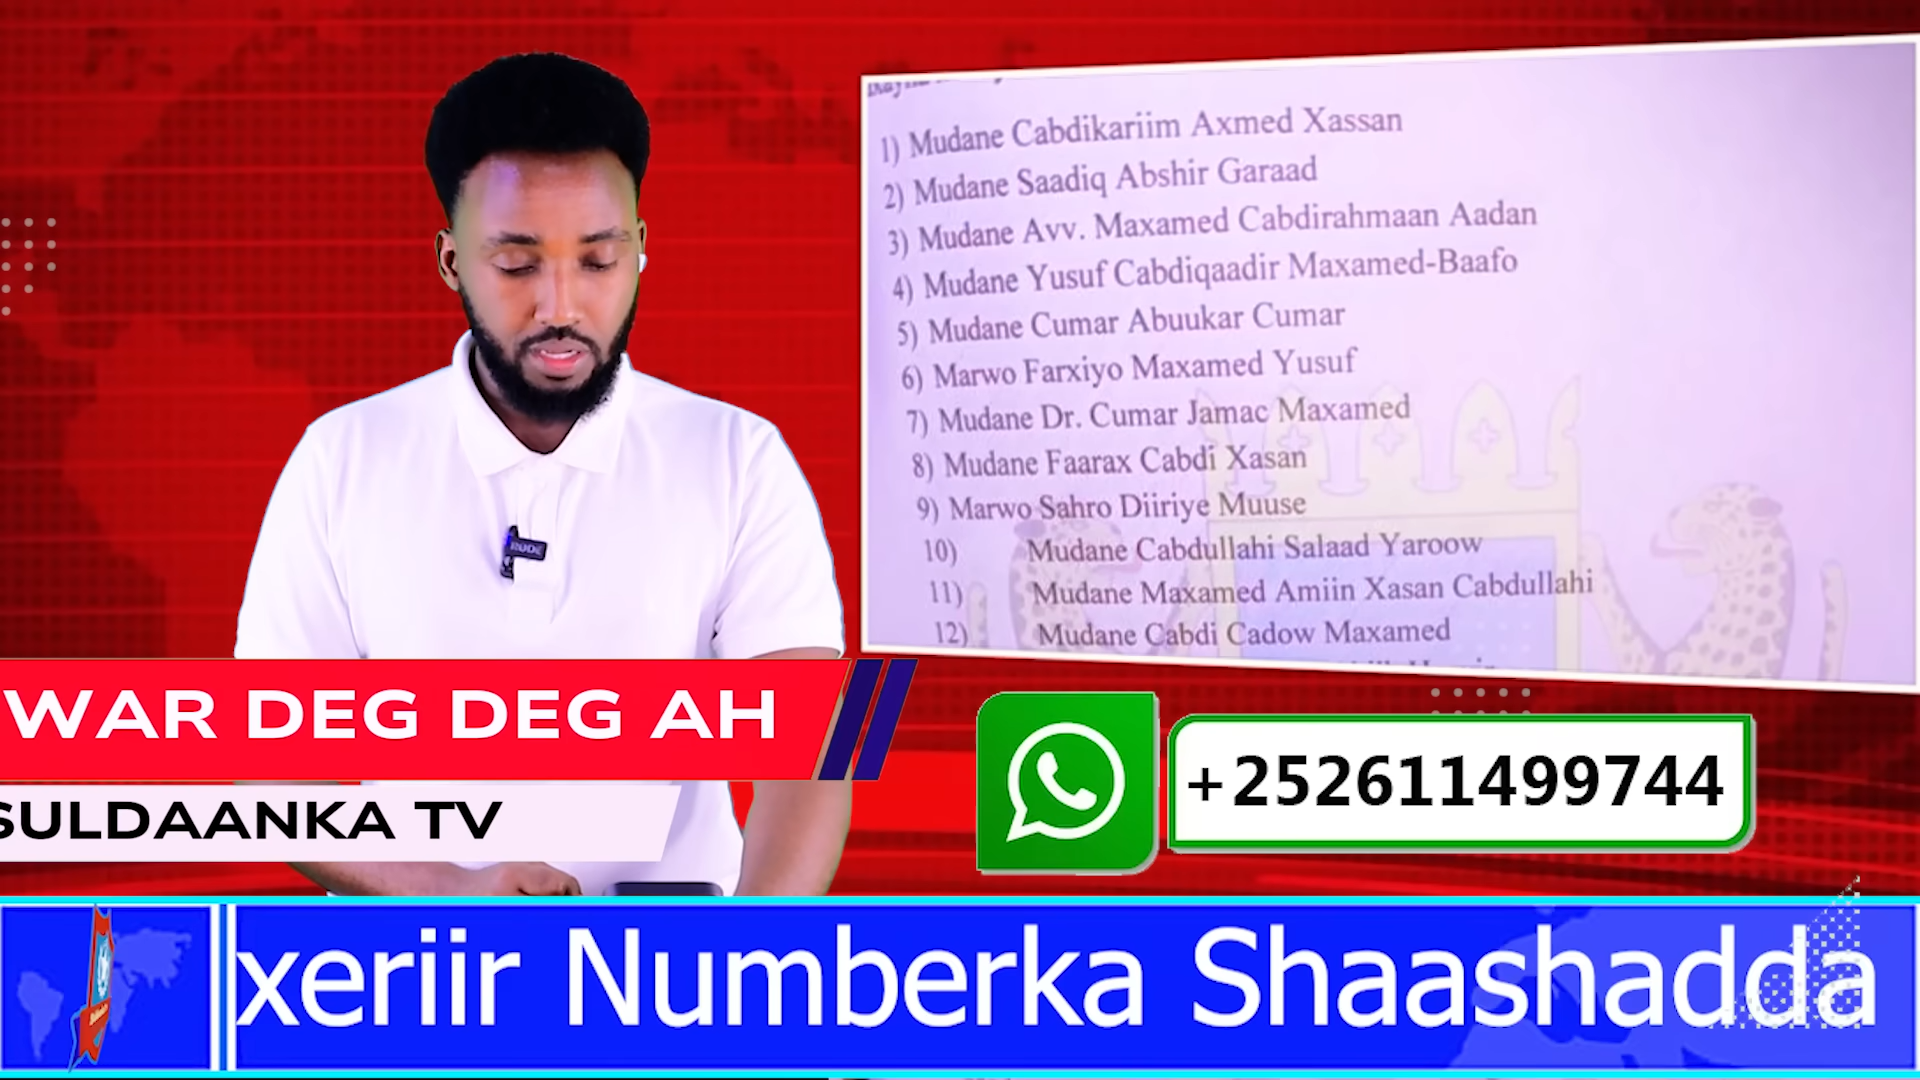 1) Mudane Cabdikariim Axmed Xassan
2) Mudane Saadiq Abshir Garaad
3) Mudane Avv. Maxamed Cabdirahmaan Aadan
4) Mudane Yusuf Cabdiqaadir Maxamed-Baafo
5) Mudane Cumar Abuukar Cumar
6) Marwo Farxiyo Maxamed Yusuf
7) Mudane Dr. Cumar Jamac Maxamed
8) Mudane Faarax Cabdi Xasan
9) Marwo Sahro Diiriye Muuse
10) Mudane Cabdullahi Salaad Yaroow
11) Mudane Maxamed Amiin Xasan Cabdullahi
12) Mudane Cabdi Cadow Maxamed
RODE
WAR DEG DEG AH
SULDAANKA TV
+252611499744
xeriir Numberka Shaashadda